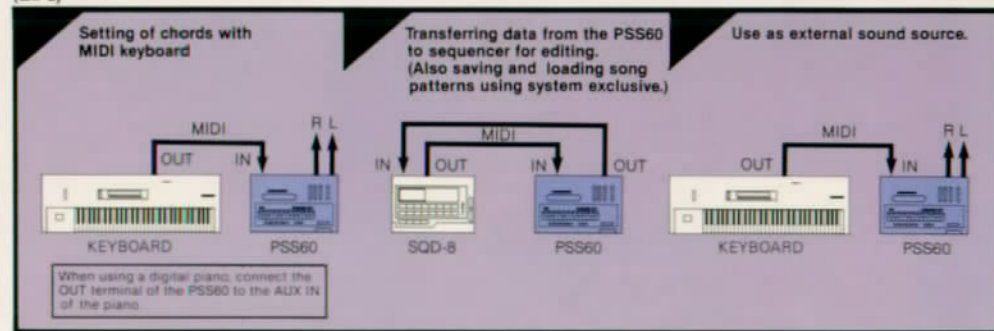 Setting of chords with
MIDI keyboard
MIDI
R L
OUT
IN
KEYBOARD
PSS60
When using a digital piano, connect the
OUT terminal of the PSS60 to the AUX IN
of the piano.
Transferring data from the PSS60
to sequencer for editing.
(Also saving and loading song
patterns using system exclusive.)
MIDI
IN
OUT
IN
OUT
SQD-8
PSS60
Use as external sound source.
MIDI
R L
OUT
IN
KEYBOARD
PSS60